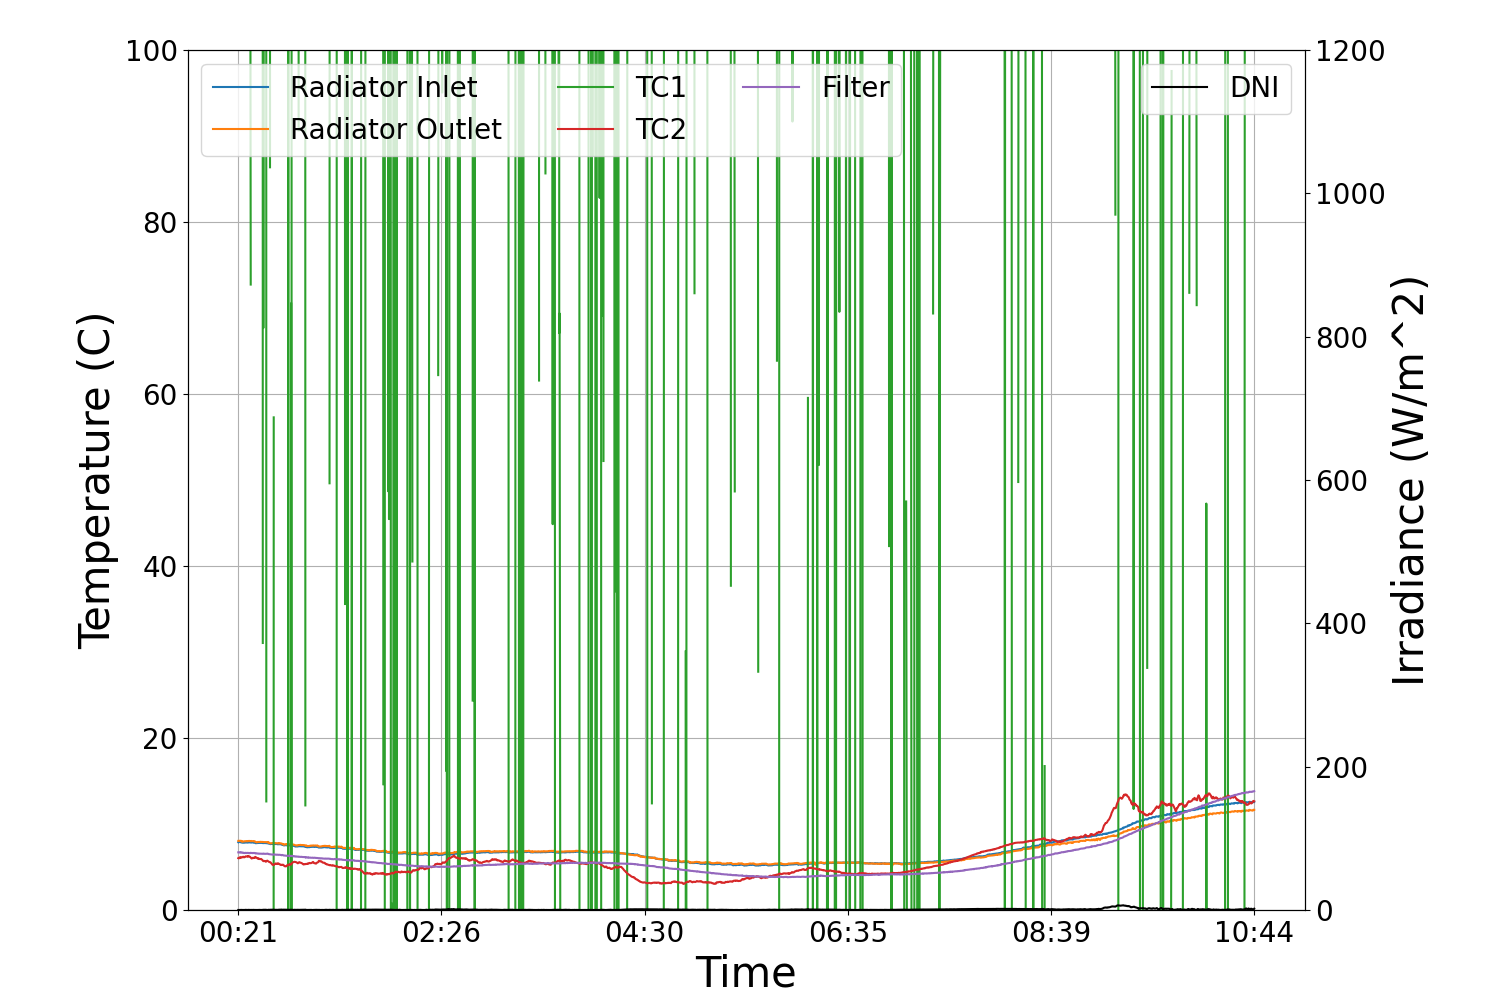 100
80
60
40
20
0
Temperature (C)
Radiator Inlet
Radiator Outlet
TC1
TC2
Filter
DNI
1200
1000
800
600
400
200
0
Irradiance (W/m^2)
00:21 02:26 04:30 06:35 08:39 10:44
Time